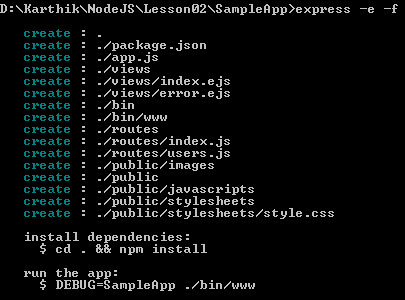 D:\Karthik\NodeJS\Lesson02\SampleApp>express -e -f
create : .
create : ./package.json
create : ./app.js
create : ./views
create : ./views/index.ejs
create : ./views/error.ejs
create : ./bin
create : ./bin/www
create : ./routes
create : ./routes/index.js
create : ./routes/users.js
create : ./public/images
create : ./public
create : ./public/javascripts
create : ./public/stylesheets
create : ./public/stylesheets/style.css
install dependencies:
$ cd . && npm install
run the app:
$ DEBUG=SampleApp ./bin/www